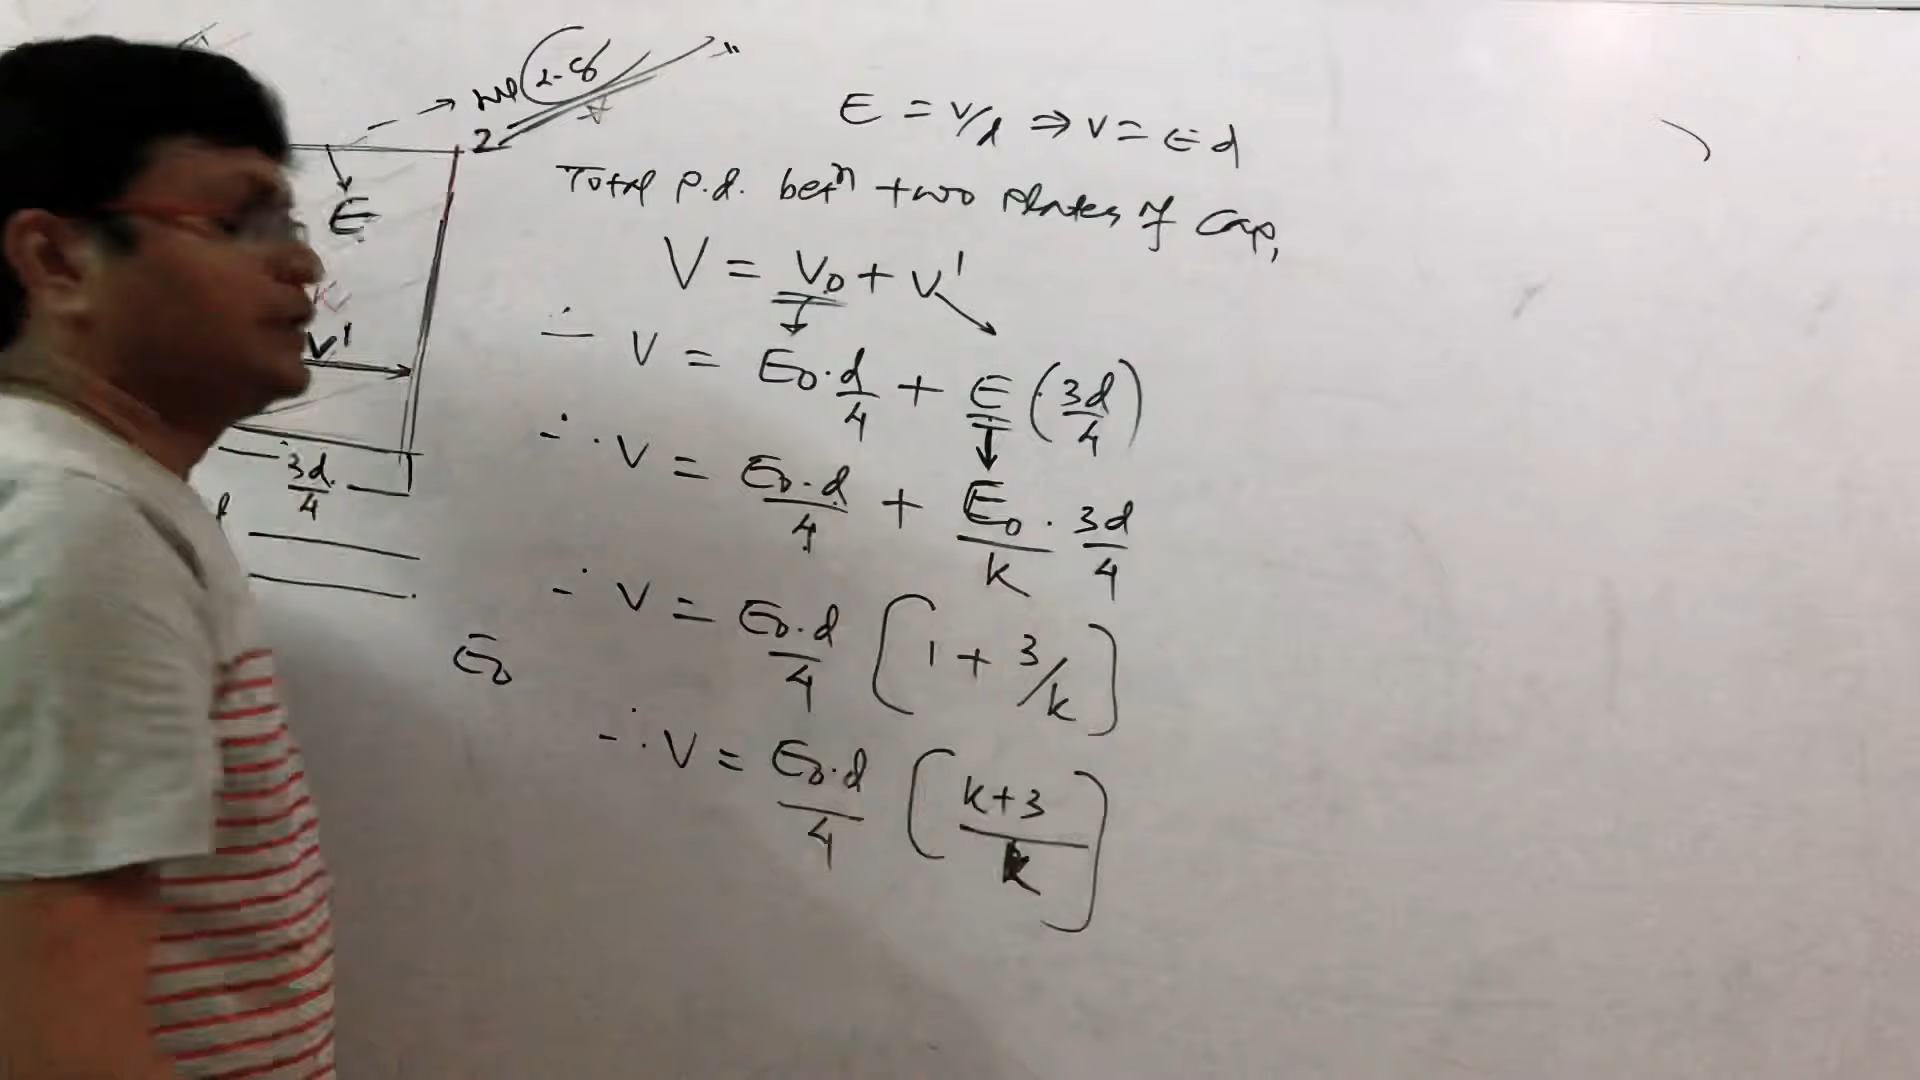 2
E
V'
3d/4
E = V/d ⇒ V = Ed
Total P.d. betⁿ two plates of Cap,
V = V₀ + V'
∴ V = E₀·d/4 + E (3d/4)
∴ V = E₀·d/4 + E₀/k · 3d/4
∴ V = E₀·d/4 [1 + 3/k]
E₀
∴ V = E₀·d/4 [k+3/k]